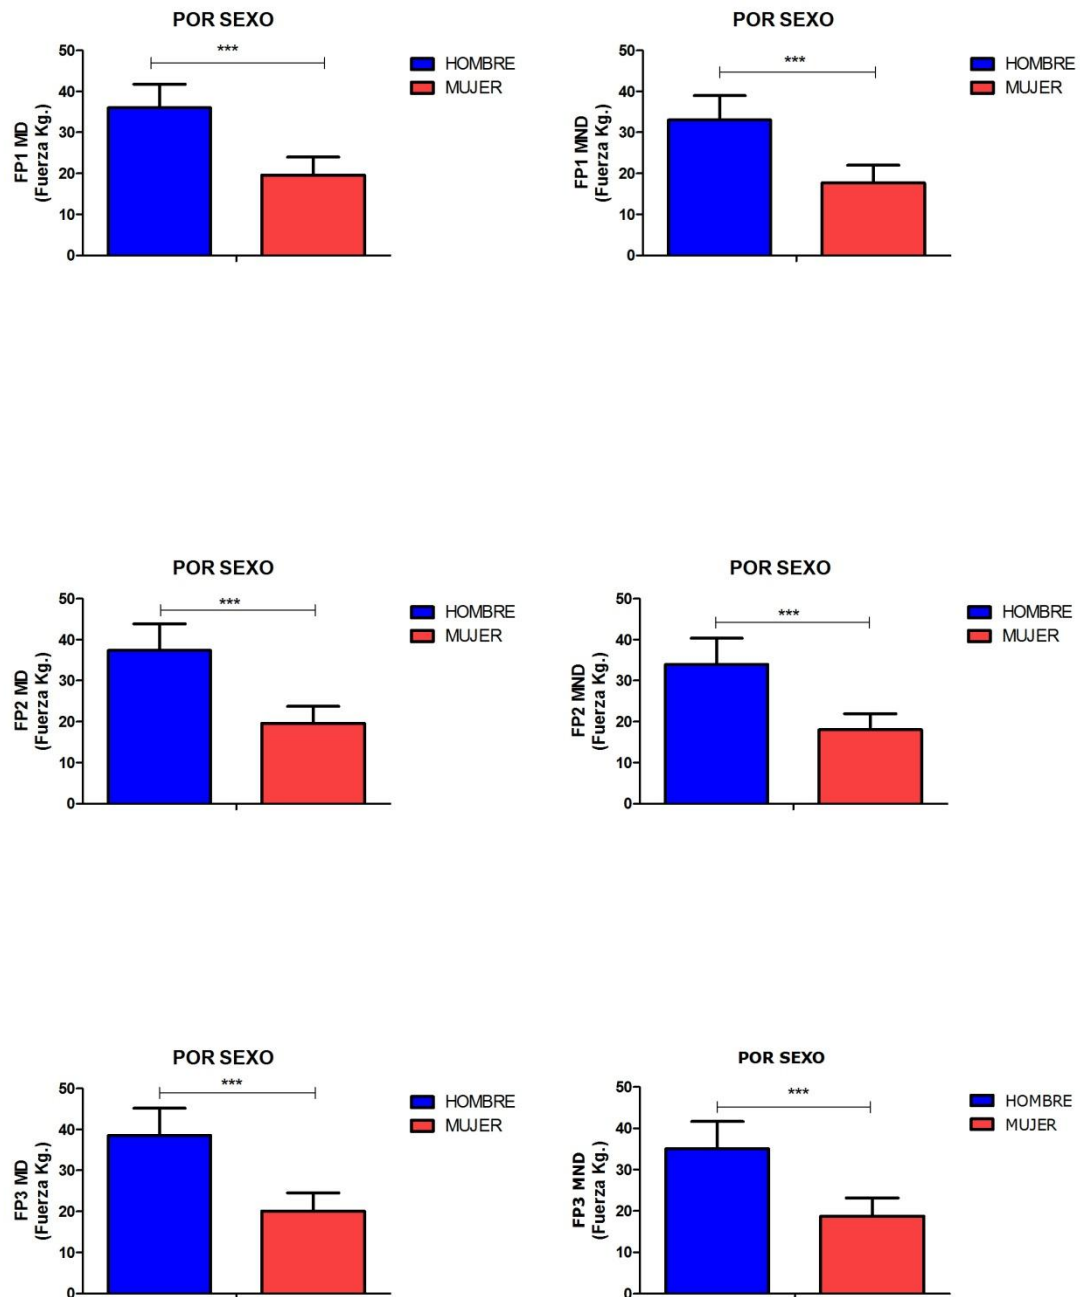 POR SEXO
***
HOMBRE
MUJER
FP1 MD
(Fuerza Kg.)
50
40
30
20
10
0
POR SEXO
***
HOMBRE
MUJER
FP1 MND
(Fuerza Kg.)
50
40
30
20
10
0
POR SEXO
***
HOMBRE
MUJER
FP2 MD
(Fuerza Kg.)
50
40
30
20
10
0
POR SEXO
***
HOMBRE
MUJER
FP2 MND
(Fuerza Kg.)
50
40
30
20
10
0
POR SEXO
***
HOMBRE
MUJER
FP3 MD
(Fuerza Kg.)
50
40
30
20
10
0
POR SEXO
***
HOMBRE
MUJER
FP3 MND
(Fuerza Kg.)
50
40
30
20
10
0